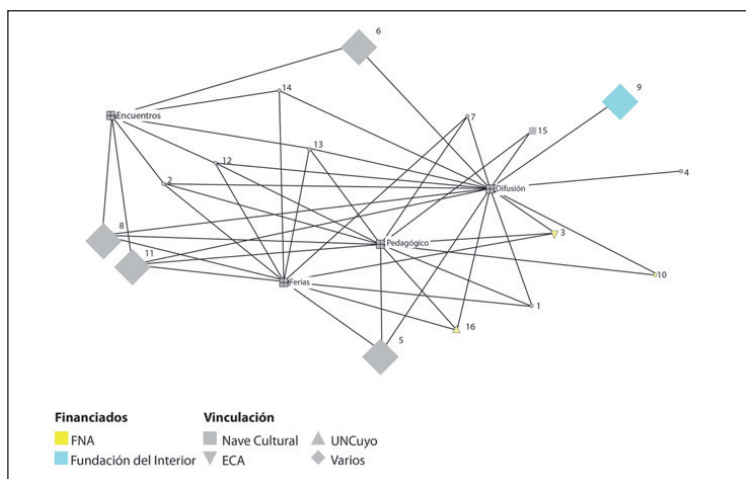 6
9
14
Encuentros
7
13
15
12
4
2
Difusión
8
3
11
Pedagógico
10
Ferias
1
16
5
Financiados
Vinculación
FNA
Nave Cultural
UNCuyo
Fundación del Interior
ECA
Varios